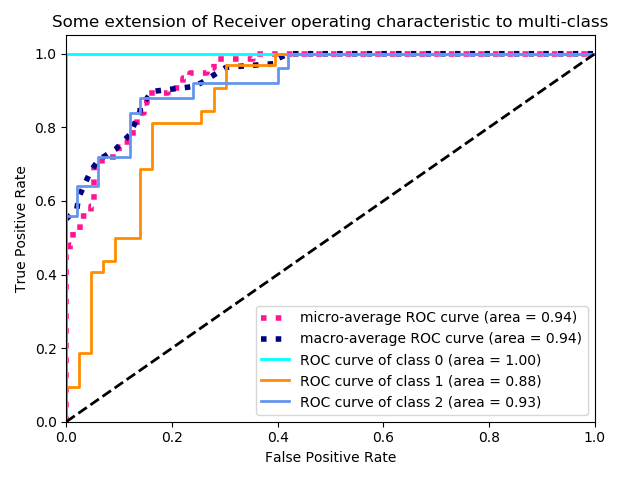 Some extension of Receiver operating characteristic to multi-class
1.0
0.8
0.6
0.4
0.2
0.0
True Positive Rate
micro-average ROC curve (area = 0.94)
macro-average ROC curve (area = 0.94)
ROC curve of class 0 (area = 1.00)
ROC curve of class 1 (area = 0.88)
ROC curve of class 2 (area = 0.93)
0.0 0.2 0.4 0.6 0.8 1.0
False Positive Rate